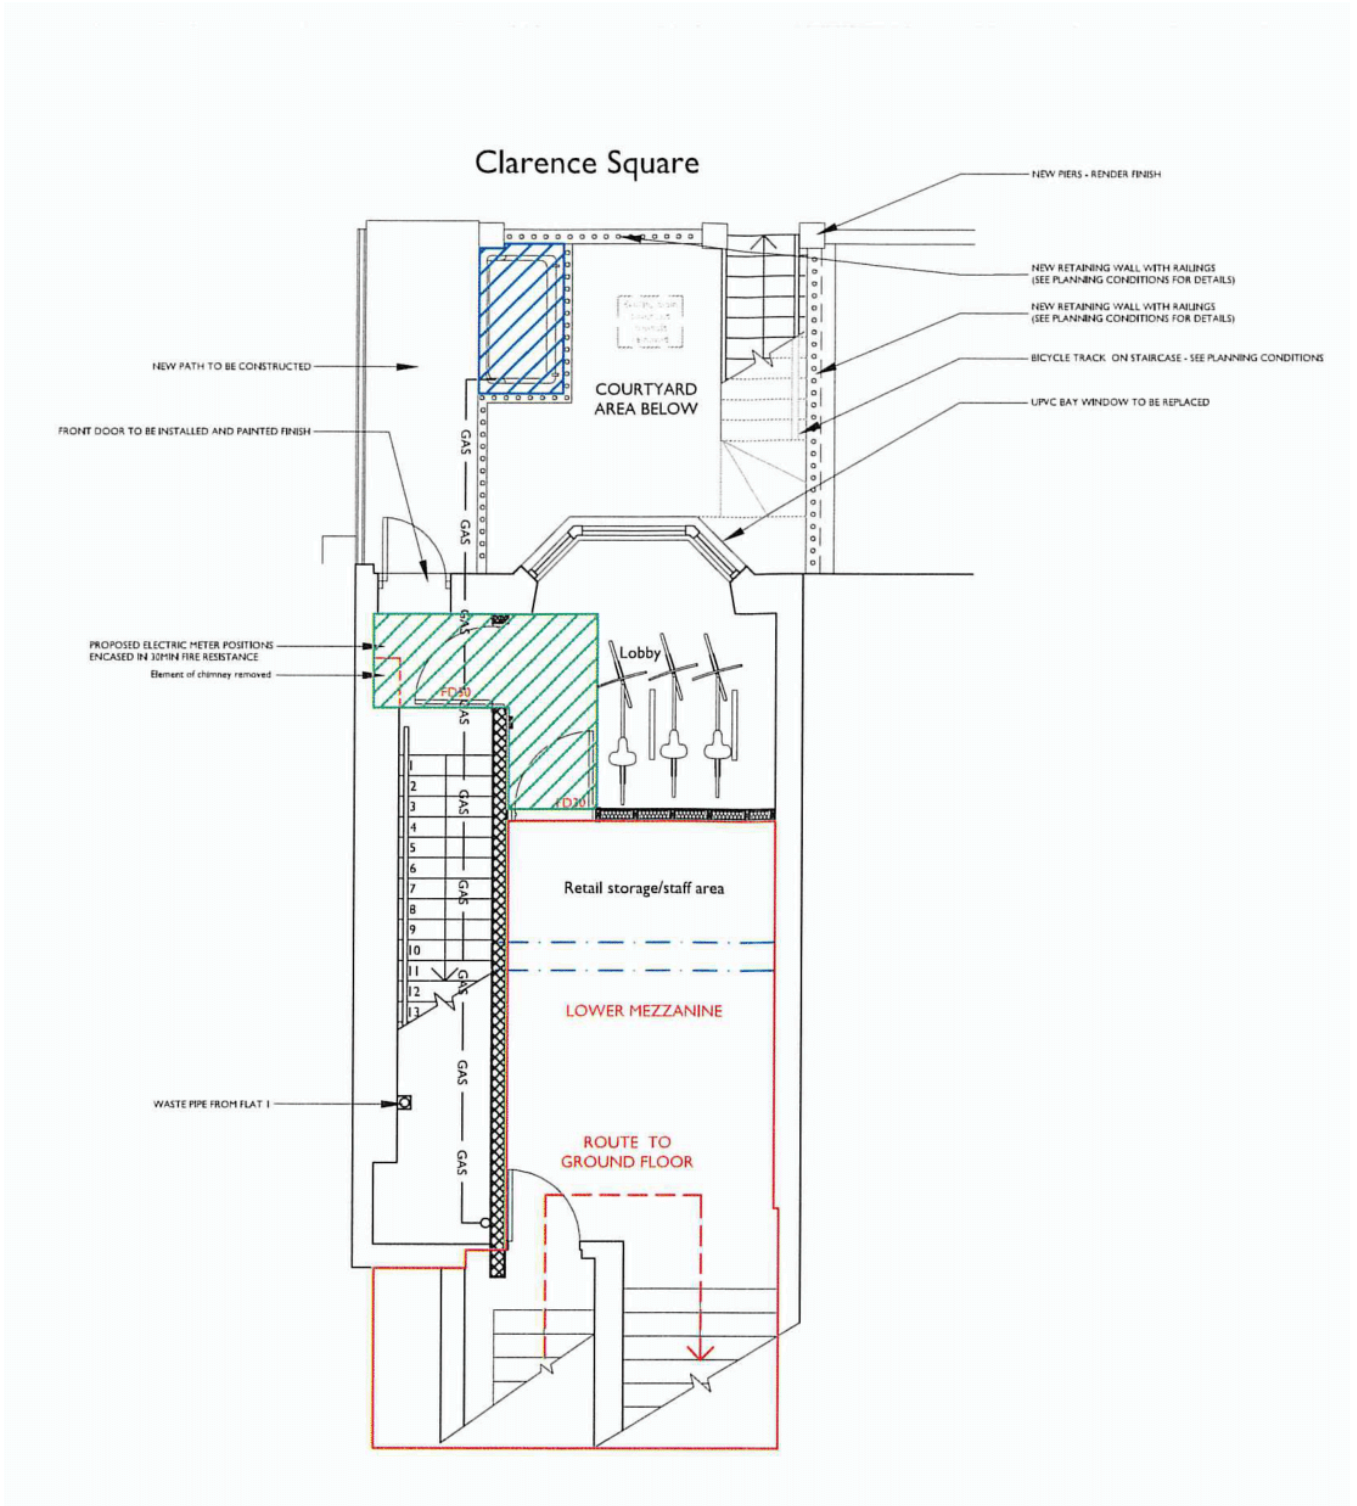 Clarence Square
NEW PIERS - RENDER FINISH
NEW RETAINING WALL WITH RAILINGS
(SEE PLANNING CONDITIONS FOR DETAILS)
NEW RETAINING WALL WITH RAILINGS
(SEE PLANNING CONDITIONS FOR DETAILS)
BICYCLE TRACK ON STAIRCASE - SEE PLANNING CONDITIONS
UPVC BAY WINDOW TO BE REPLACED
NEW PATH TO BE CONSTRUCTED
FRONT DOOR TO BE INSTALLED AND PAINTED FINISH
COURTYARD
AREA BELOW
GAS
GAS
GAS
PROPOSED ELECTRIC METER POSITIONS
ENCASED IN 30MIN FIRE RESISTANCE
Element of chimney removed
Lobby
FD30
GAS
FD30
1
2
3
4
5
6
7
8
9
10
11
12
13
GAS
GAS
GAS
GAS
GAS
Retail storage/staff area
LOWER MEZZANINE
WASTE PIPE FROM FLAT 1
ROUTE TO
GROUND FLOOR